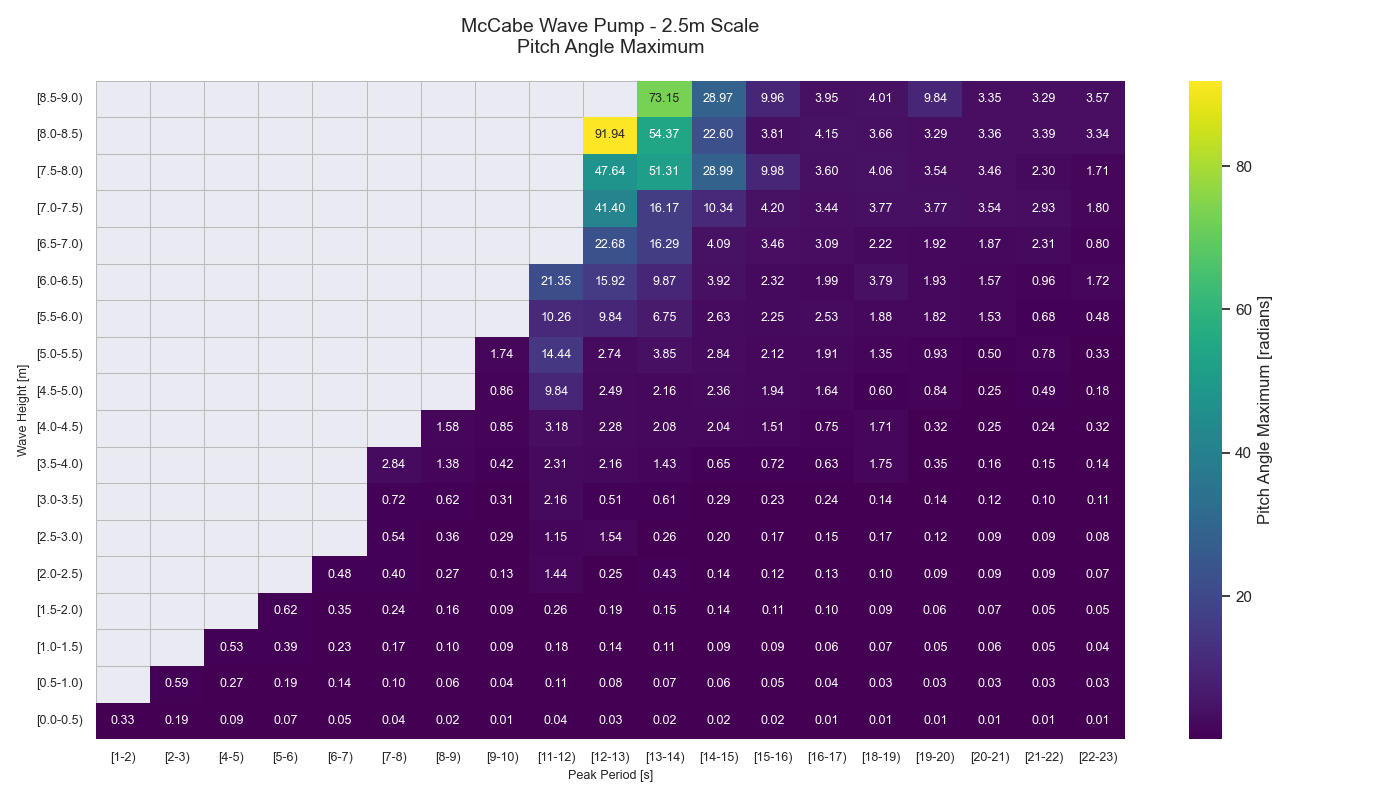 McCabe Wave Pump - 2.5m Scale
Pitch Angle Maximum
Wave Height [m]
[8.5-9.0) 73.15 28.97 9.96 3.95 4.01 9.84 3.35 3.29 3.57
[8.0-8.5) 91.94 54.37 22.60 3.81 4.15 3.66 3.29 3.36 3.39 3.34
[7.5-8.0) 47.64 51.31 28.99 9.98 3.60 4.06 3.54 3.46 2.30 1.71
[7.0-7.5) 41.40 16.17 10.34 4.20 3.44 3.77 3.77 3.54 2.93 1.80
[6.5-7.0) 22.68 16.29 4.09 3.46 3.09 2.22 1.92 1.87 2.31 0.80
[6.0-6.5) 21.35 15.92 9.87 3.92 2.32 1.99 3.79 1.93 1.57 0.96 1.72
[5.5-6.0) 10.26 9.84 6.75 2.63 2.25 2.53 1.88 1.82 1.53 0.68 0.48
[5.0-5.5) 1.74 14.44 2.74 3.85 2.84 2.12 1.91 1.35 0.93 0.50 0.78 0.33
[4.5-5.0) 0.86 9.84 2.49 2.16 2.36 1.94 1.64 0.60 0.84 0.25 0.49 0.18
[4.0-4.5) 1.58 0.85 3.18 2.28 2.08 2.04 1.51 0.75 1.71 0.32 0.25 0.24 0.32
[3.5-4.0) 2.84 1.38 0.42 2.31 2.16 1.43 0.65 0.72 0.63 1.75 0.35 0.16 0.15 0.14
[3.0-3.5) 0.72 0.62 0.31 2.16 0.51 0.61 0.29 0.23 0.24 0.14 0.14 0.12 0.10 0.11
[2.5-3.0) 0.54 0.36 0.29 1.15 1.54 0.26 0.20 0.17 0.15 0.17 0.12 0.09 0.09 0.08
[2.0-2.5) 0.48 0.40 0.27 0.13 1.44 0.25 0.43 0.14 0.12 0.13 0.10 0.09 0.09 0.09 0.07
[1.5-2.0) 0.62 0.35 0.24 0.16 0.09 0.26 0.19 0.15 0.14 0.11 0.10 0.09 0.06 0.07 0.05 0.05
[1.0-1.5) 0.53 0.39 0.23 0.17 0.10 0.09 0.18 0.14 0.11 0.09 0.09 0.06 0.07 0.05 0.06 0.05 0.04
[0.5-1.0) 0.59 0.27 0.19 0.14 0.10 0.06 0.04 0.11 0.08 0.07 0.06 0.05 0.04 0.03 0.03 0.03 0.03 0.03
[0.0-0.5) 0.33 0.19 0.09 0.07 0.05 0.04 0.02 0.01 0.04 0.03 0.02 0.02 0.02 0.01 0.01 0.01 0.01 0.01 0.01
[1-2) [2-3) [4-5) [5-6) [6-7) [7-8) [8-9) [9-10) [11-12) [12-13) [13-14) [14-15) [15-16) [16-17) [18-19) [19-20) [20-21) [21-22) [22-23)
Peak Period [s]
80
60
40
20
Pitch Angle Maximum [radians]